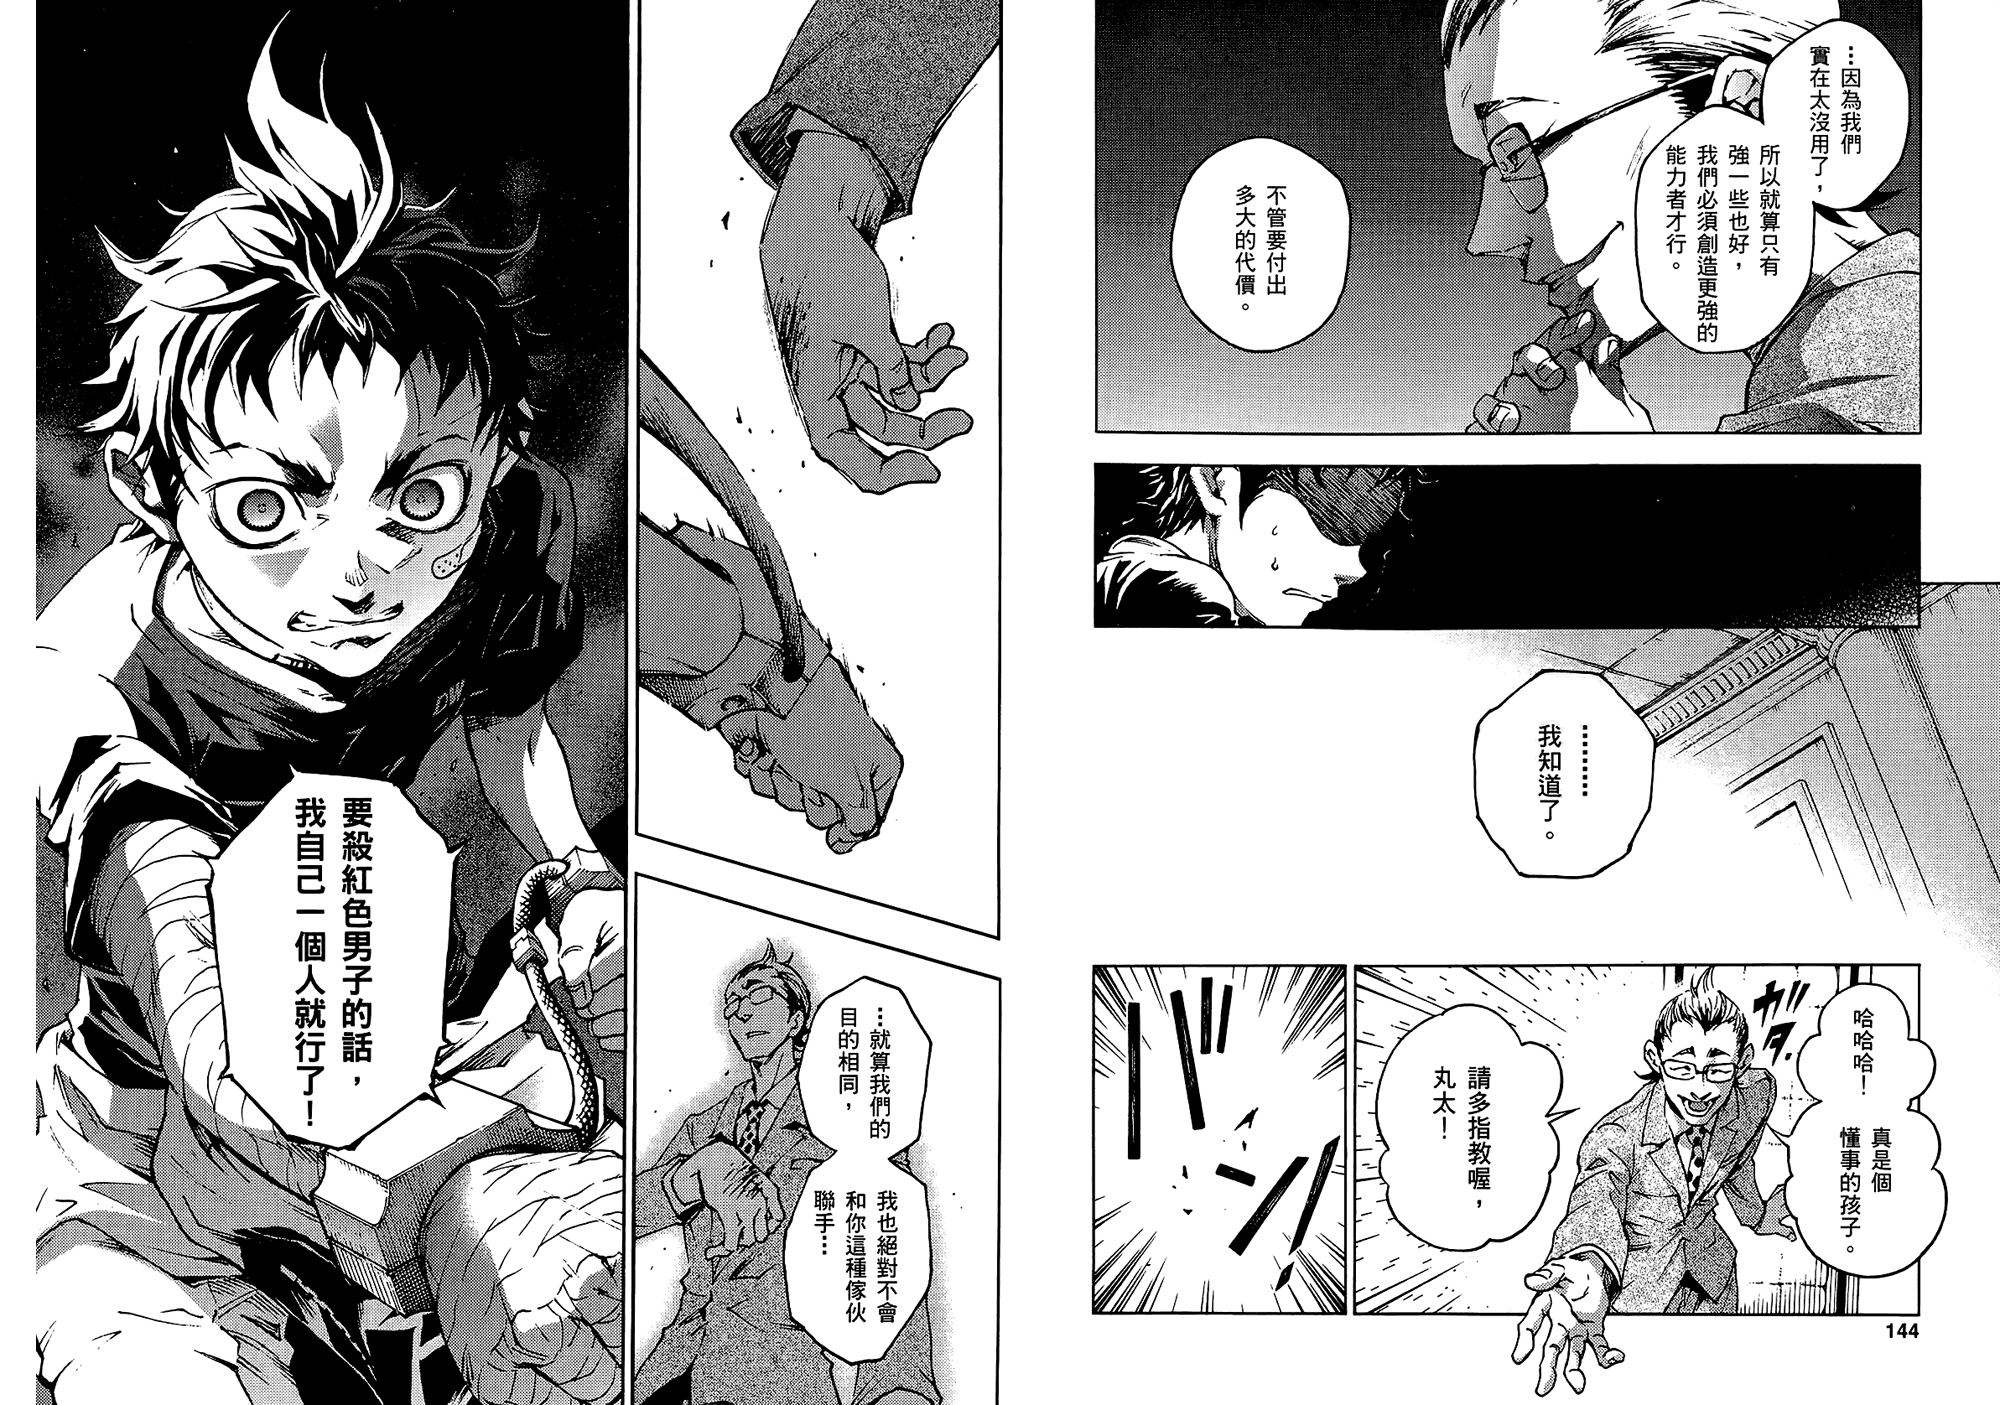 …因為我們
實在太沒用了，
所以就算只有
強一些也好，
我們必須創造更強的
能力者才行。
不管要付出
多大的代價。
………
我知道了。
哈哈哈！
真是個
懂事的孩子。
ガタ
請多指教喔，
丸太！
144
…就算我們的
目的相同，
我也絕對不會
和你這種傢伙
聯手…
要殺紅色男子的話，
我自己一個人就行了！